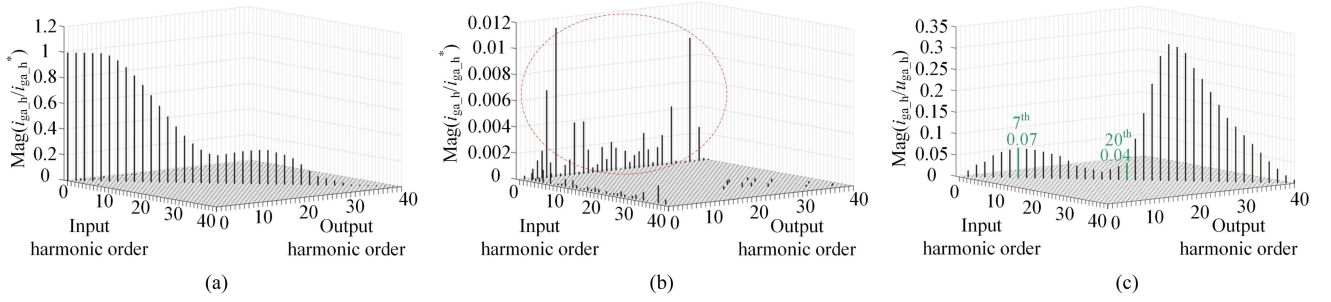 Mag(i_ga_h/i_ga_h*)
1.2
1
0.8
0.6
0.4
0.2
0
0
10
20
30
40
0
10
20
30
40
Input
harmonic order
Output
harmonic order
(a)
Mag(i_ga_h/i_ga_h*)
0.012
0.01
0.008
0.006
0.004
0.002
0
0
10
20
30
40
0
10
20
30
40
Input
harmonic order
Output
harmonic order
(b)
Mag(i_ga_h/u_ga_h)
0.35
0.3
0.25
0.2
0.15
0.1
0.05
0
7th
0.07
20th
0.04
0
10
20
30
40
0
10
20
30
40
Input
harmonic order
Output
harmonic order
(c)